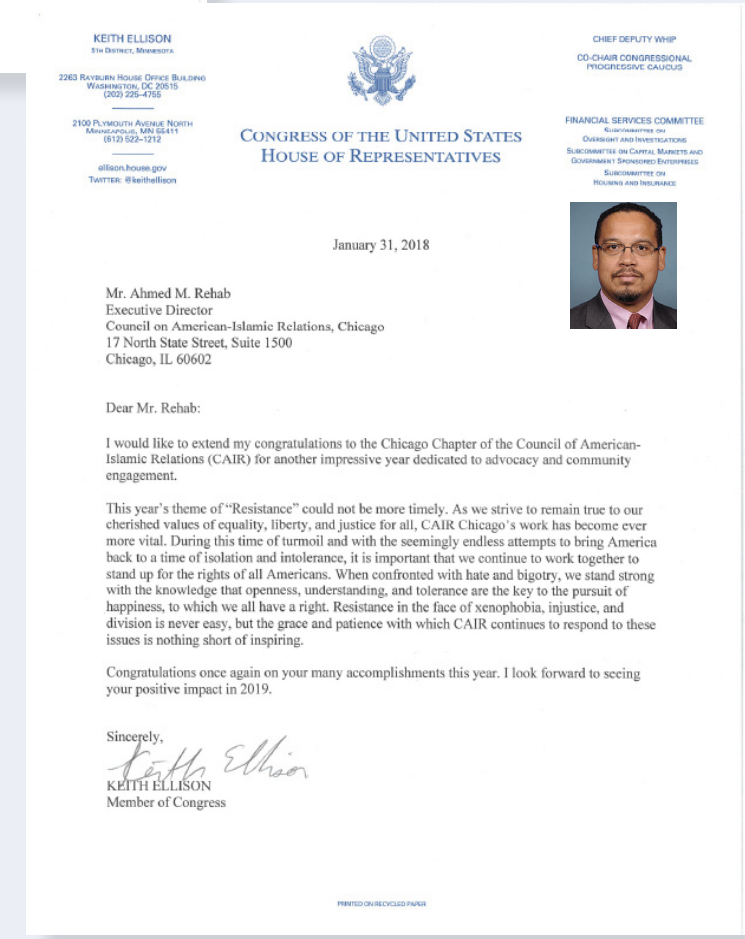 KEITH ELLISON
5TH DISTRICT, MINNESOTA
2263 RAYBURN HOUSE OFFICE BUILDING
WASHINGTON, DC 20515
(202) 225-4755
2100 PLYMOUTH AVENUE NORTH
MINNEAPOLIS, MN 55411
(612) 522-1212
ellison.house.gov
TWITTER: @keithellison
CONGRESS OF THE UNITED STATES
HOUSE OF REPRESENTATIVES
CHIEF DEPUTY WHIP
CO-CHAIR CONGRESSIONAL
PROGRESSIVE CAUCUS
FINANCIAL SERVICES COMMITTEE
SUBCOMMITTEE ON
OVERSIGHT AND INVESTIGATIONS
SUBCOMMITTEE ON CAPITAL MARKETS AND
GOVERNMENT SPONSORED ENTERPRISES
SUBCOMMITTEE ON
HOUSING AND INSURANCE
January 31, 2018
Mr. Ahmed M. Rehab
Executive Director
Council on American-Islamic Relations, Chicago
17 North State Street, Suite 1500
Chicago, IL 60602
Dear Mr. Rehab:
I would like to extend my congratulations to the Chicago Chapter of the Council of American-
Islamic Relations (CAIR) for another impressive year dedicated to advocacy and community
engagement.
This year's theme of "Resistance" could not be more timely. As we strive to remain true to our
cherished values of equality, liberty, and justice for all, CAIR Chicago's work has become ever
more vital. During this time of turmoil and with the seemingly endless attempts to bring America
back to a time of isolation and intolerance, it is important that we continue to work together to
stand up for the rights of all Americans. When confronted with hate and bigotry, we stand strong
with the knowledge that openness, understanding, and tolerance are the key to the pursuit of
happiness, to which we all have a right. Resistance in the face of xenophobia, injustice, and
division is never easy, but the grace and patience with which CAIR continues to respond to these
issues is nothing short of inspiring.
Congratulations once again on your many accomplishments this year. I look forward to seeing
your positive impact in 2019.
Sincerely,
Keith Ellison
KEITH ELLISON
Member of Congress
PRINTED ON RECYCLED PAPER